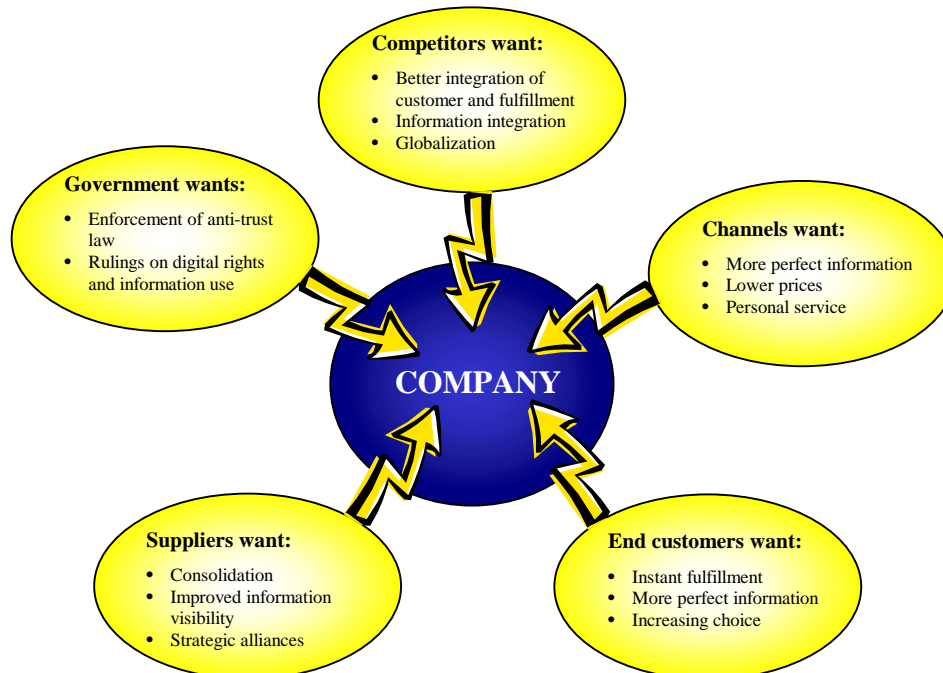 Competitors want:
• Better integration of
customer and fulfillment
• Information integration
• Globalization
Government wants:
• Enforcement of anti-trust
law
• Rulings on digital rights
and information use
Channels want:
• More perfect information
• Lower prices
• Personal service
COMPANY
Suppliers want:
• Consolidation
• Improved information
visibility
• Strategic alliances
End customers want:
• Instant fulfillment
• More perfect information
• Increasing choice